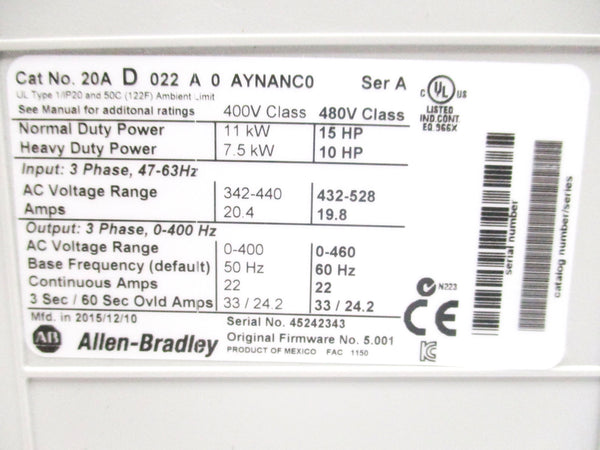 Cat No. 20A D 022 A 0 AYNANC0 Ser A
UL Type 1/IP20 and 50C (122F) Ambient Limit
See Manual for additonal ratings 400V Class 480V Class
Normal Duty Power 11 kW 15 HP
Heavy Duty Power 7.5 kW 10 HP
Input: 3 Phase, 47-63Hz
AC Voltage Range 342-440 432-528
Amps 20.4 19.8
Output: 3 Phase, 0-400 Hz
AC Voltage Range 0-400 0-460
Base Frequency (default) 50 Hz 60 Hz
Continuous Amps 22 22
3 Sec / 60 Sec Ovld Amps 33 / 24.2 33 / 24.2
Mfd. in 2015/12/10 Serial No. 45242343
AB Allen-Bradley Original Firmware No. 5.001
PRODUCT OF MEXICO FAC 1150
C UL US
LISTED
IND.CONT
EQ.966X
N223
CE
serial number
catalog number/series